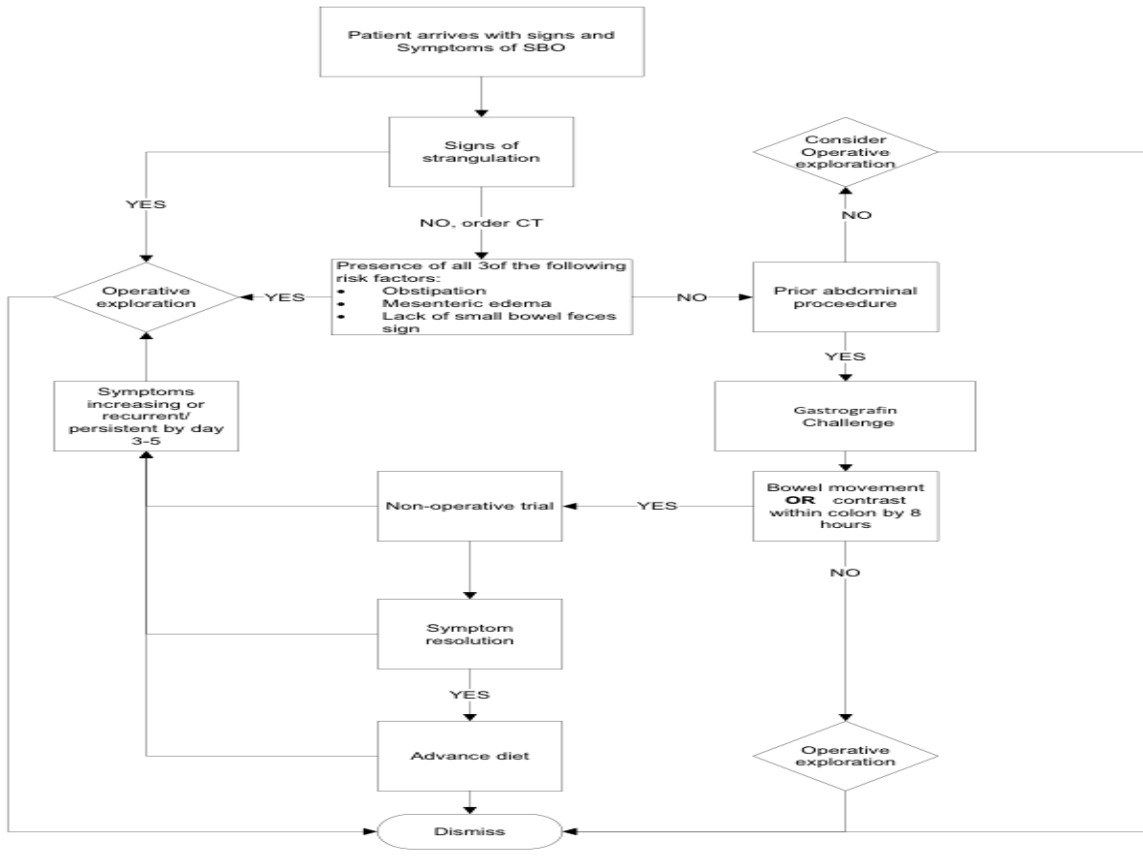 Patient arrives with signs and
Symptoms of SBO
Signs of
strangulation
Consider
Operative
exploration
YES
NO, order CT
NO
Operative
exploration
YES
Presence of all 3of the following
risk factors:
• Obstipation
• Mesenteric edema
• Lack of small bowel feces
sign
NO
Prior abdominal
proceedure
YES
Symptoms
increasing or
recurrent/
persistent by day
3-5
Gastrografin
Challenge
Non-operative trial
YES
Bowel movement
OR contrast
within colon by 8
hours
NO
Symptom
resolution
YES
Advance diet
Operative
exploration
Dismiss